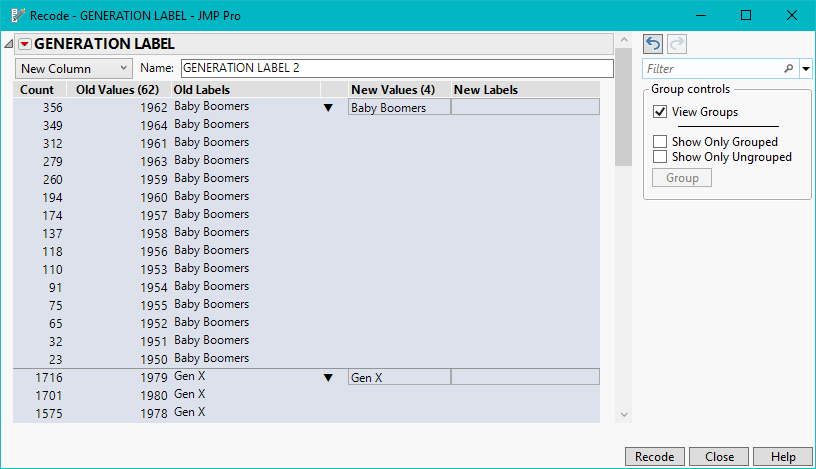 Recode - GENERATION LABEL - JMP Pro
GENERATION LABEL
New Column Name: GENERATION LABEL 2
Count Old Values (62) Old Labels New Values (4) New Labels
356 1962 Baby Boomers Baby Boomers
349 1964 Baby Boomers
312 1961 Baby Boomers
279 1963 Baby Boomers
260 1959 Baby Boomers
194 1960 Baby Boomers
174 1957 Baby Boomers
137 1958 Baby Boomers
118 1956 Baby Boomers
110 1953 Baby Boomers
91 1954 Baby Boomers
75 1955 Baby Boomers
65 1952 Baby Boomers
32 1951 Baby Boomers
23 1950 Baby Boomers
1716 1979 Gen X Gen X
1701 1980 Gen X
1575 1978 Gen X
Filter
Group controls
View Groups
Show Only Grouped
Show Only Ungrouped
Group
Recode Close Help